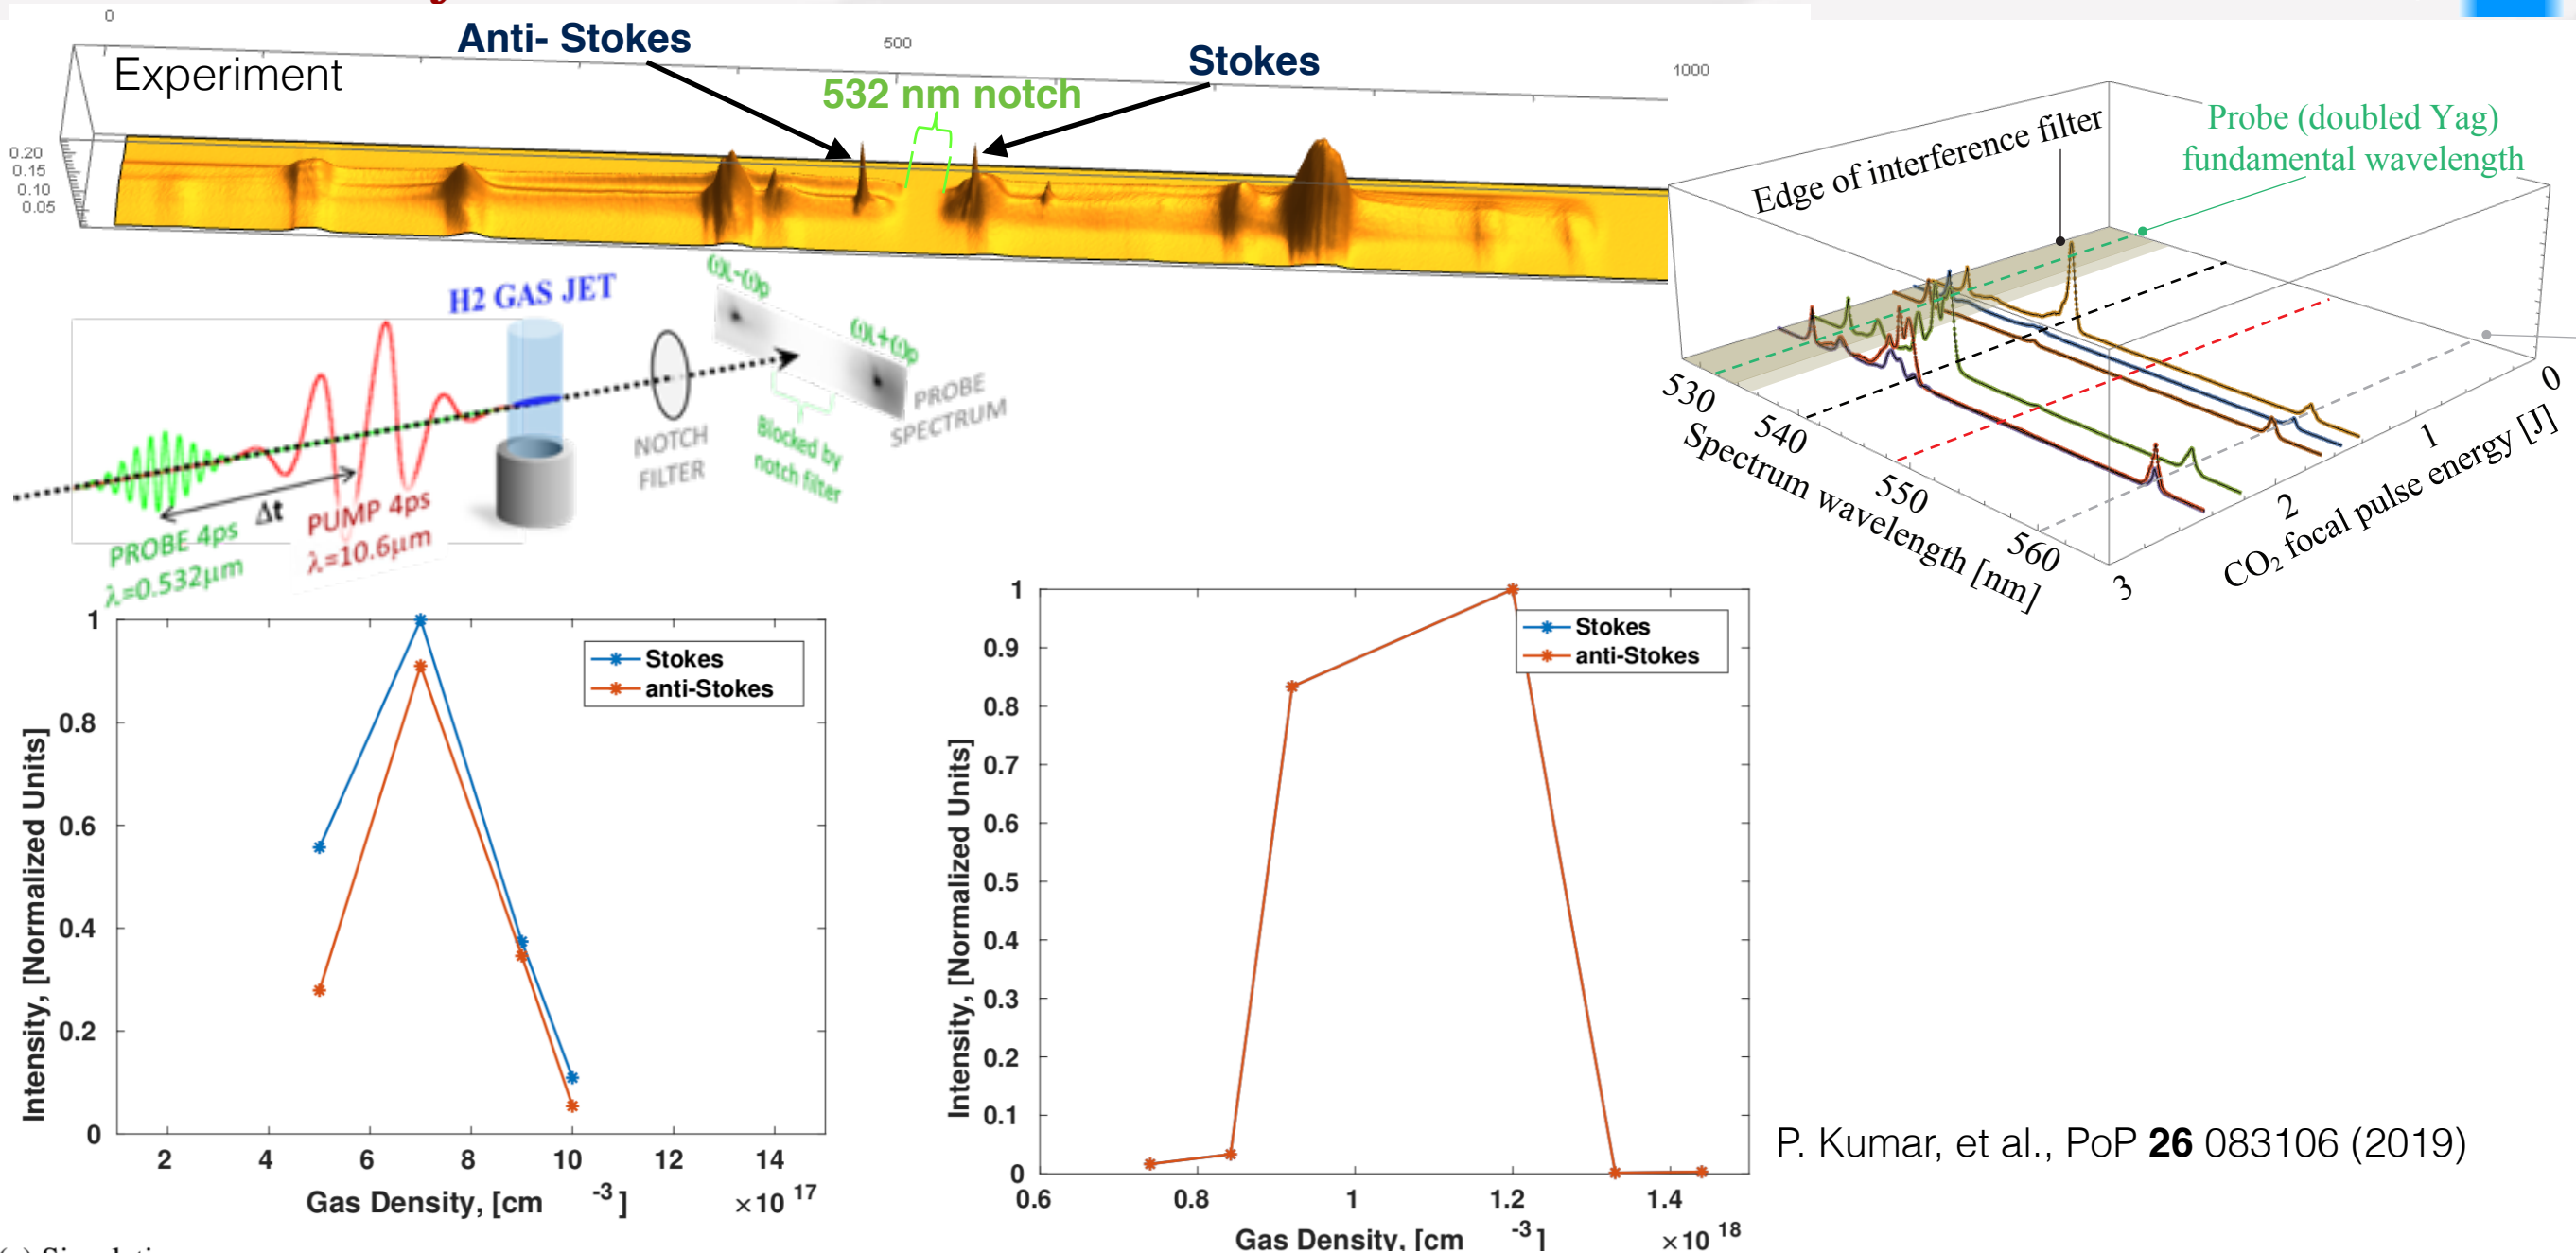 0
500
1000
Anti- Stokes
Stokes
Experiment
532 nm notch
0.20
0.15
0.10
0.05
Edge of interference filter
Probe (doubled Yag)
fundamental wavelength
530
540
550
560
Spectrum wavelength [nm]
0
1
2
3
CO₂ focal pulse energy [J]
H2 GAS JET
ωL-ωp
ωL+ωp
PROBE
SPECTRUM
NOTCH
FILTER
Blocked by
notch filter
Δt
PROBE 4ps
λ=0.532μm
PUMP 4ps
λ=10.6μm
1
0.8
0.6
0.4
0.2
0
Intensity, [Normalized Units]
Stokes
anti-Stokes
2 4 6 8 10 12 14
Gas Density, [cm -3] ×10 17
1
0.9
0.8
0.7
0.6
0.5
0.4
0.3
0.2
0.1
0
Intensity, [Normalized Units]
Stokes
anti-Stokes
0.6 0.8 1 1.2 1.4
Gas Density, [cm -3] ×10 18
P. Kumar, et al., PoP 26 083106 (2019)